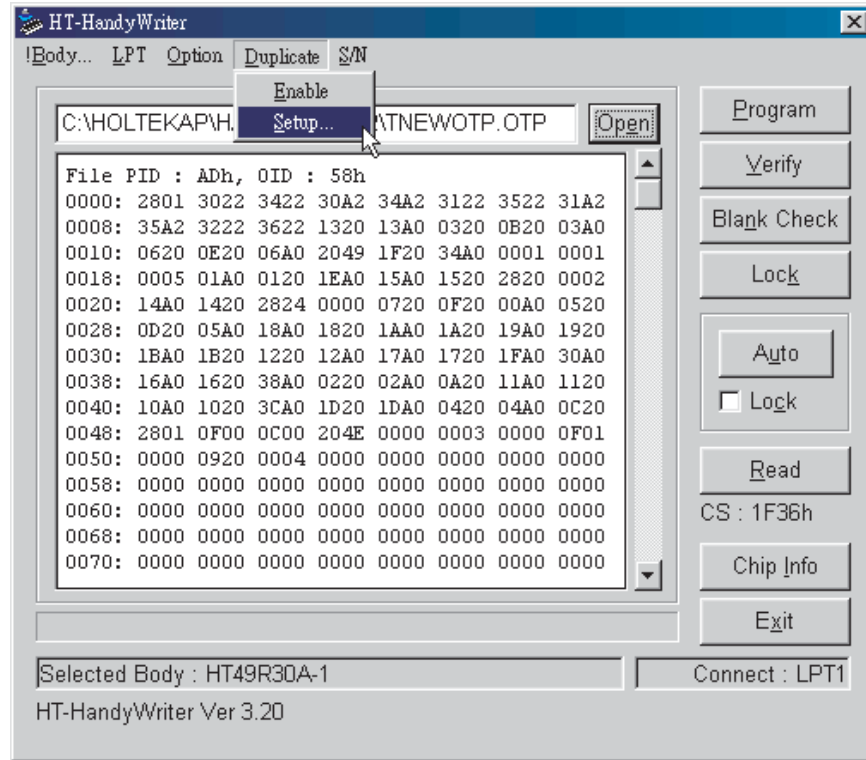 HT-HandyWriter
!Body... LPT Option Duplicate S/N
Enable
Setup...
C:\HOLTEKAP\H. \TNEWOTP.OTP Open
File PID : ADh, OID : 58h
0000: 2801 3022 3422 30A2 34A2 3122 3522 31A2
0008: 35A2 3222 3622 1320 13A0 0320 0B20 03A0
0010: 0620 0E20 06A0 2049 1F20 34A0 0001 0001
0018: 0005 01A0 0120 1EA0 15A0 1520 2820 0002
0020: 14A0 1420 2824 0000 0720 0F20 00A0 0520
0028: 0D20 05A0 18A0 1820 1AA0 1A20 19A0 1920
0030: 1BA0 1B20 1220 12A0 17A0 1720 1FA0 30A0
0038: 16A0 1620 38A0 0220 02A0 0A20 11A0 1120
0040: 10A0 1020 3CA0 1D20 1DA0 0420 04A0 0C20
0048: 2801 0F00 0C00 204E 0000 0003 0000 0F01
0050: 0000 0920 0004 0000 0000 0000 0000 0000
0058: 0000 0000 0000 0000 0000 0000 0000 0000
0060: 0000 0000 0000 0000 0000 0000 0000 0000
0068: 0000 0000 0000 0000 0000 0000 0000 0000
0070: 0000 0000 0000 0000 0000 0000 0000 0000
Program
Verify
Blank Check
Lock
Auto
Lock
Read
CS : 1F36h
Chip Info
Exit
Selected Body : HT49R30A-1
Connect : LPT1
HT-HandyWriter Ver 3.20